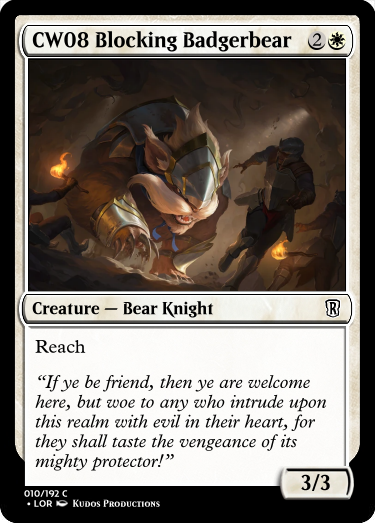 CW08 Blocking Badgerbear 2
Creature — Bear Knight R
Reach
“If ye be friend, then ye are welcome
here, but woe to any who intrude upon
this realm with evil in their heart, for
they shall taste the vengeance of its
mighty protector!”
3/3
010/192 C
• LOR Kudos Productions